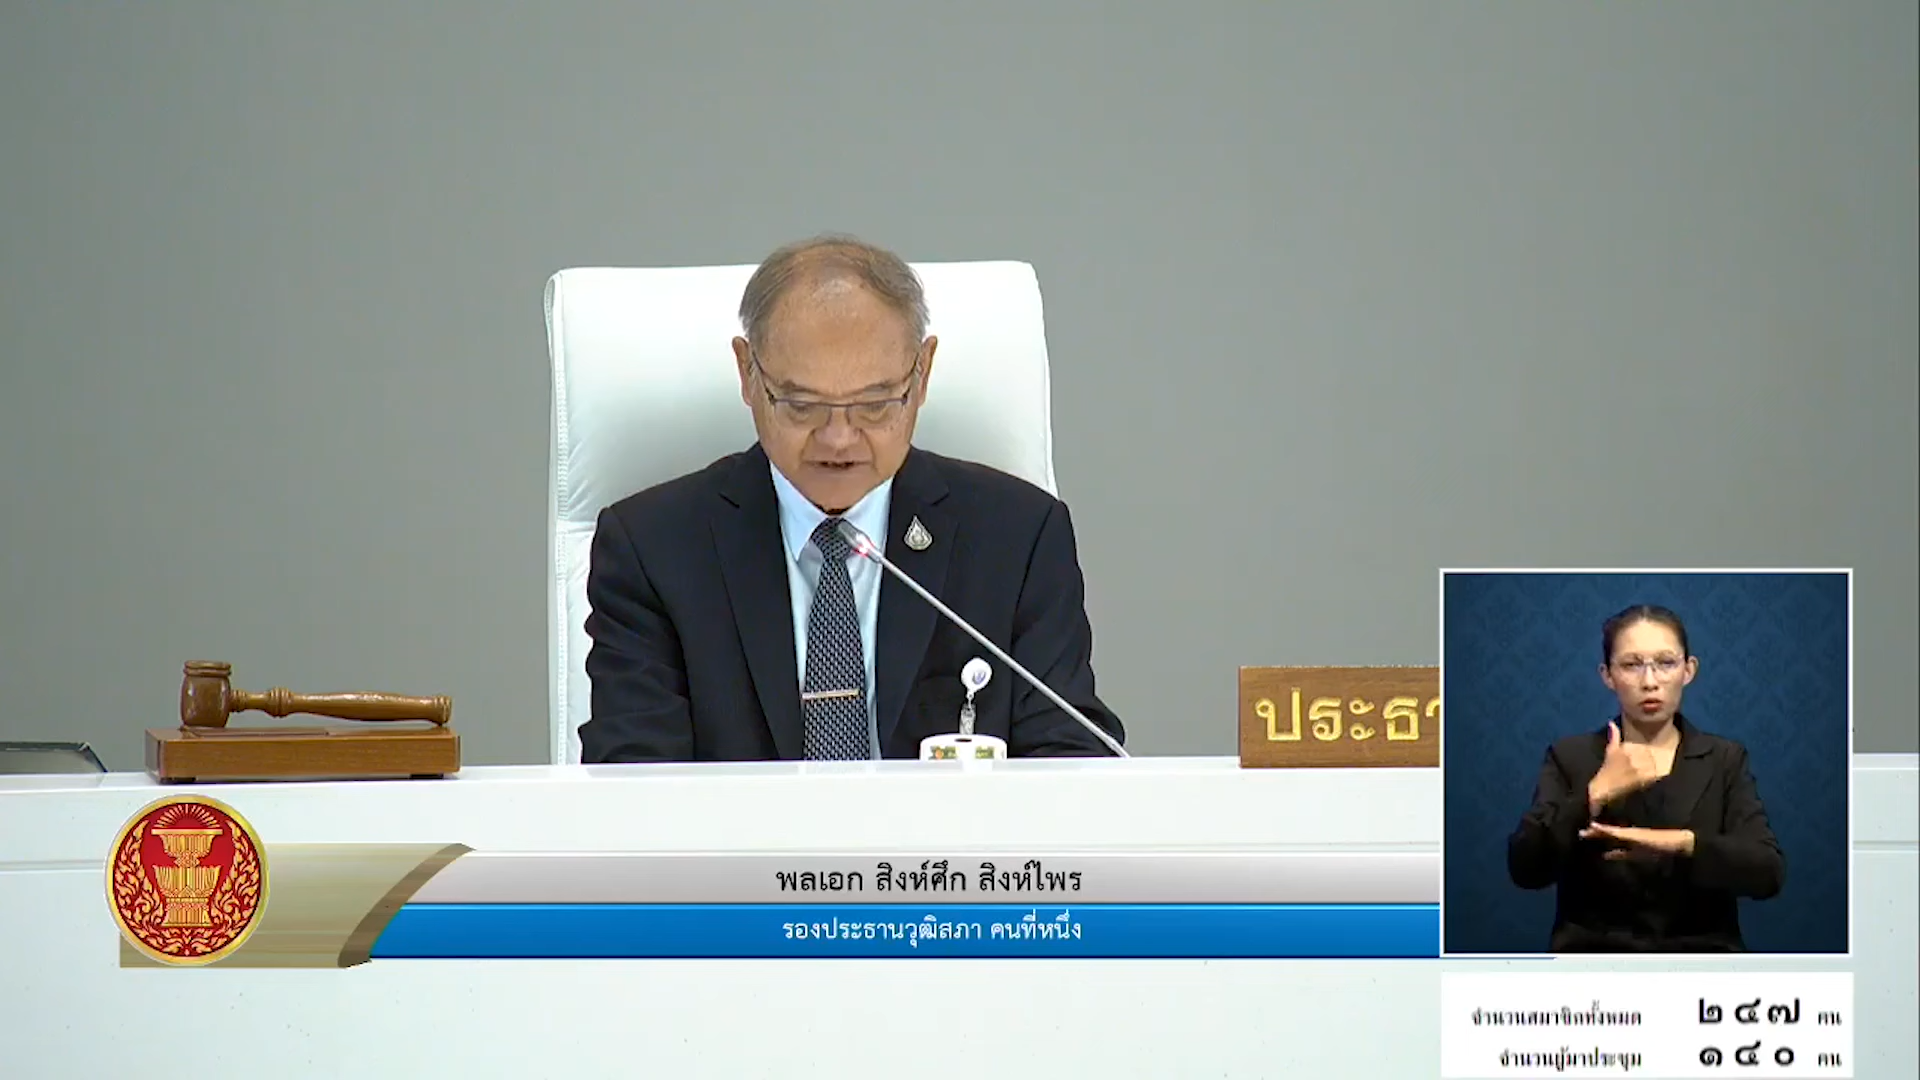 ประธา
พลเอก สิงห์ศึก สิงห์ไพร
รองประธานวุฒิสภา คนที่หนึ่ง
จำนวนสมาชิกทั้งหมด ๒๔๗ คน
จำนวนผู้มาประชุม ๑๔๐ คน